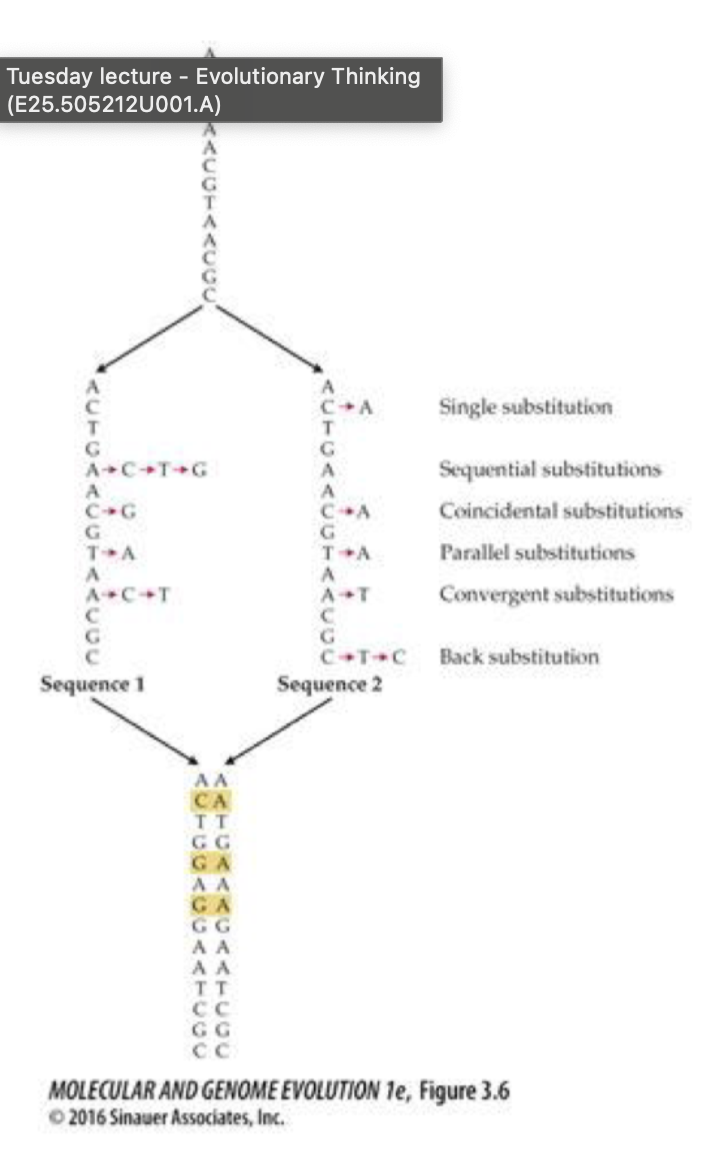 A
Tuesday lecture - Evolutionary Thinking
(E25.505212U001.A)
A
A
C
G
T
A
A
C
G
C
A A
C C→A Single substitution
T T
G G
A→C→T→G A Sequential substitutions
A A
C→G C→A Coincidental substitutions
G G
T→A T→A Parallel substitutions
A A
A→C→T A→T Convergent substitutions
C C
G G
C C→T→C Back substitution
Sequence 1 Sequence 2
A A
C A
T T
G G
G A
A A
G A
G G
A A
A A
T T
C C
G G
C C
MOLECULAR AND GENOME EVOLUTION 1e, Figure 3.6
© 2016 Sinauer Associates, Inc.